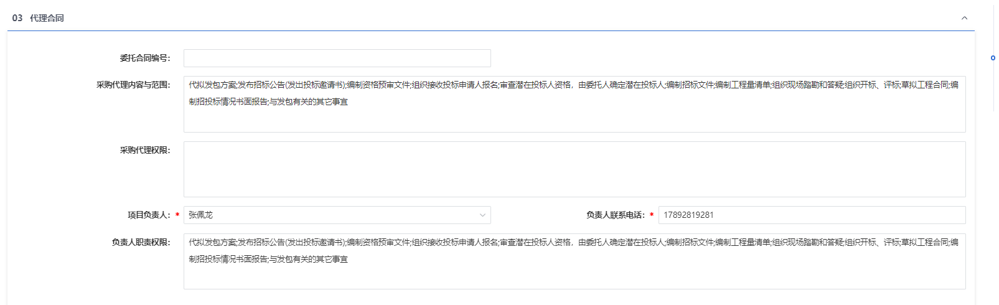 03 代理合同
委托合同编号：
采购代理内容与范围： 代拟发包方案;发布招标公告(发出投标邀请书);编制资格预审文件;组织接收投标申请人报名;审查潜在投标人资格，由委托人确定潜在投标人;编制招标文件;编制工程量清单;组织现场踏勘和答疑;组织开标、评标;草拟工程合同;编
制招投标情况书面报告;与发包有关的其它事宜
采购代理权限：
项目负责人： * 张佩龙 负责人联系电话： * 17892819281
负责人职责权限： 代拟发包方案;发布招标公告(发出投标邀请书);编制资格预审文件;组织接收投标申请人报名;审查潜在投标人资格，由委托人确定潜在投标人;编制招标文件;编制工程量清单;组织现场踏勘和答疑;组织开标、评标;草拟工程合同;编
制招投标情况书面报告;与发包有关的其它事宜